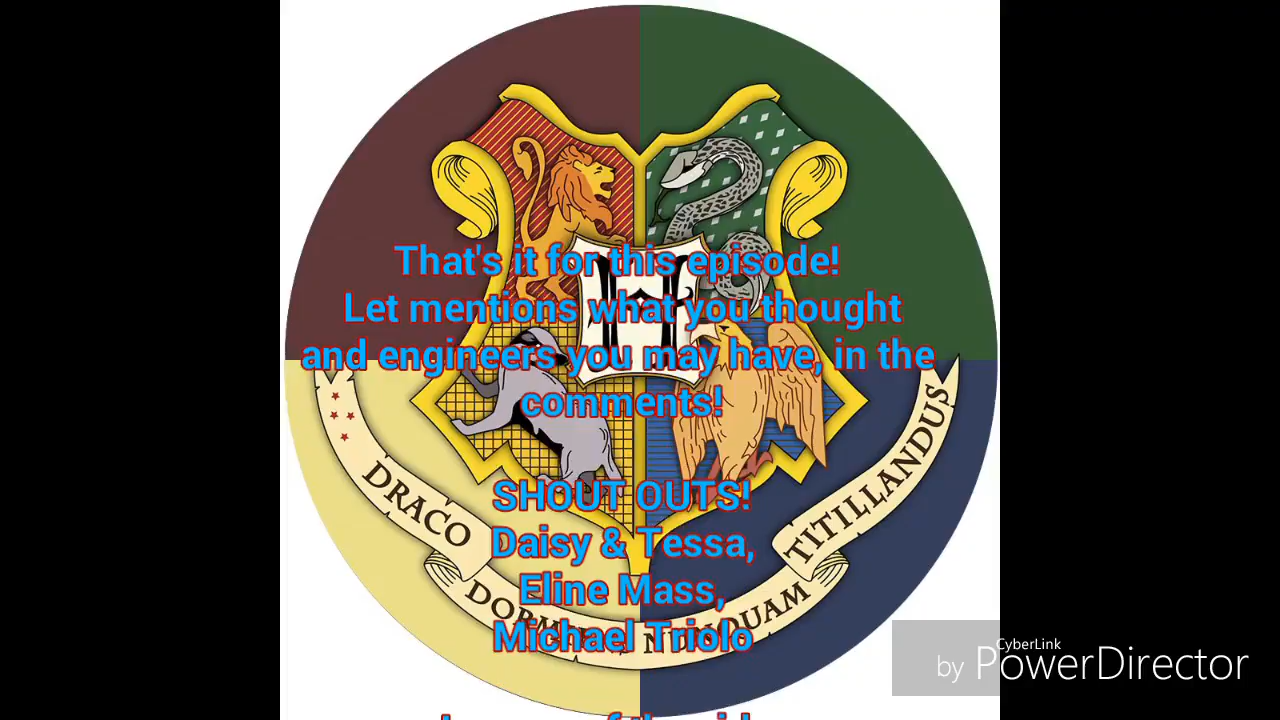 That's it for this episode!
Let mentions what you thought
and engineers you may have, in the
comments!
SHOUT OUTS!
Daisy & Tessa,
Eline Mass,
Michael Triolo
DRACO
TITILLANDUS
CyberLink
by PowerDirector